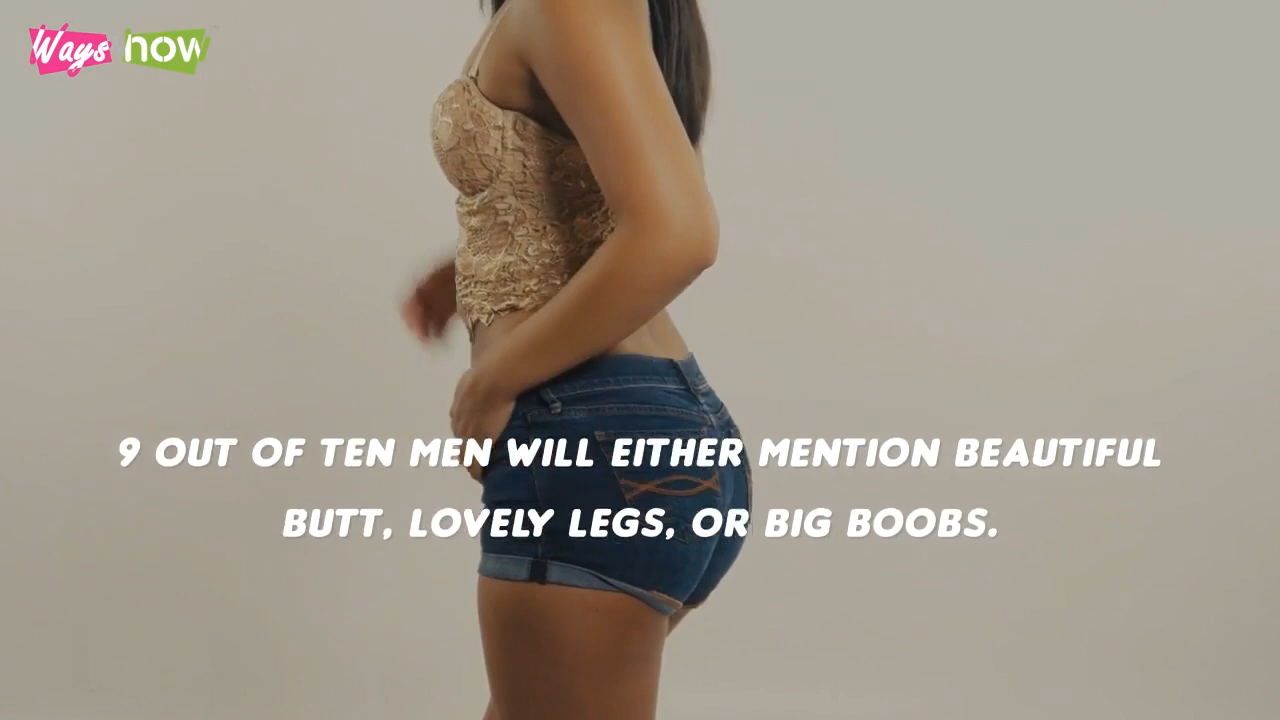 Ways now
9 OUT OF TEN MEN WILL EITHER MENTION BEAUTIFUL
BUTT, LOVELY LEGS, OR BIG BOOBS.